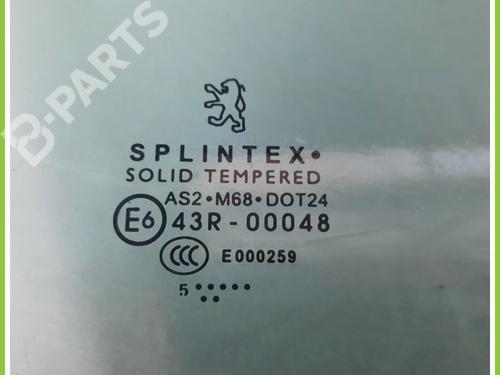 B-PARTS
SPLINTEX•
SOLID TEMPERED
AS2•M68•DOT24
E6 43R-00048
CCC E000259
5